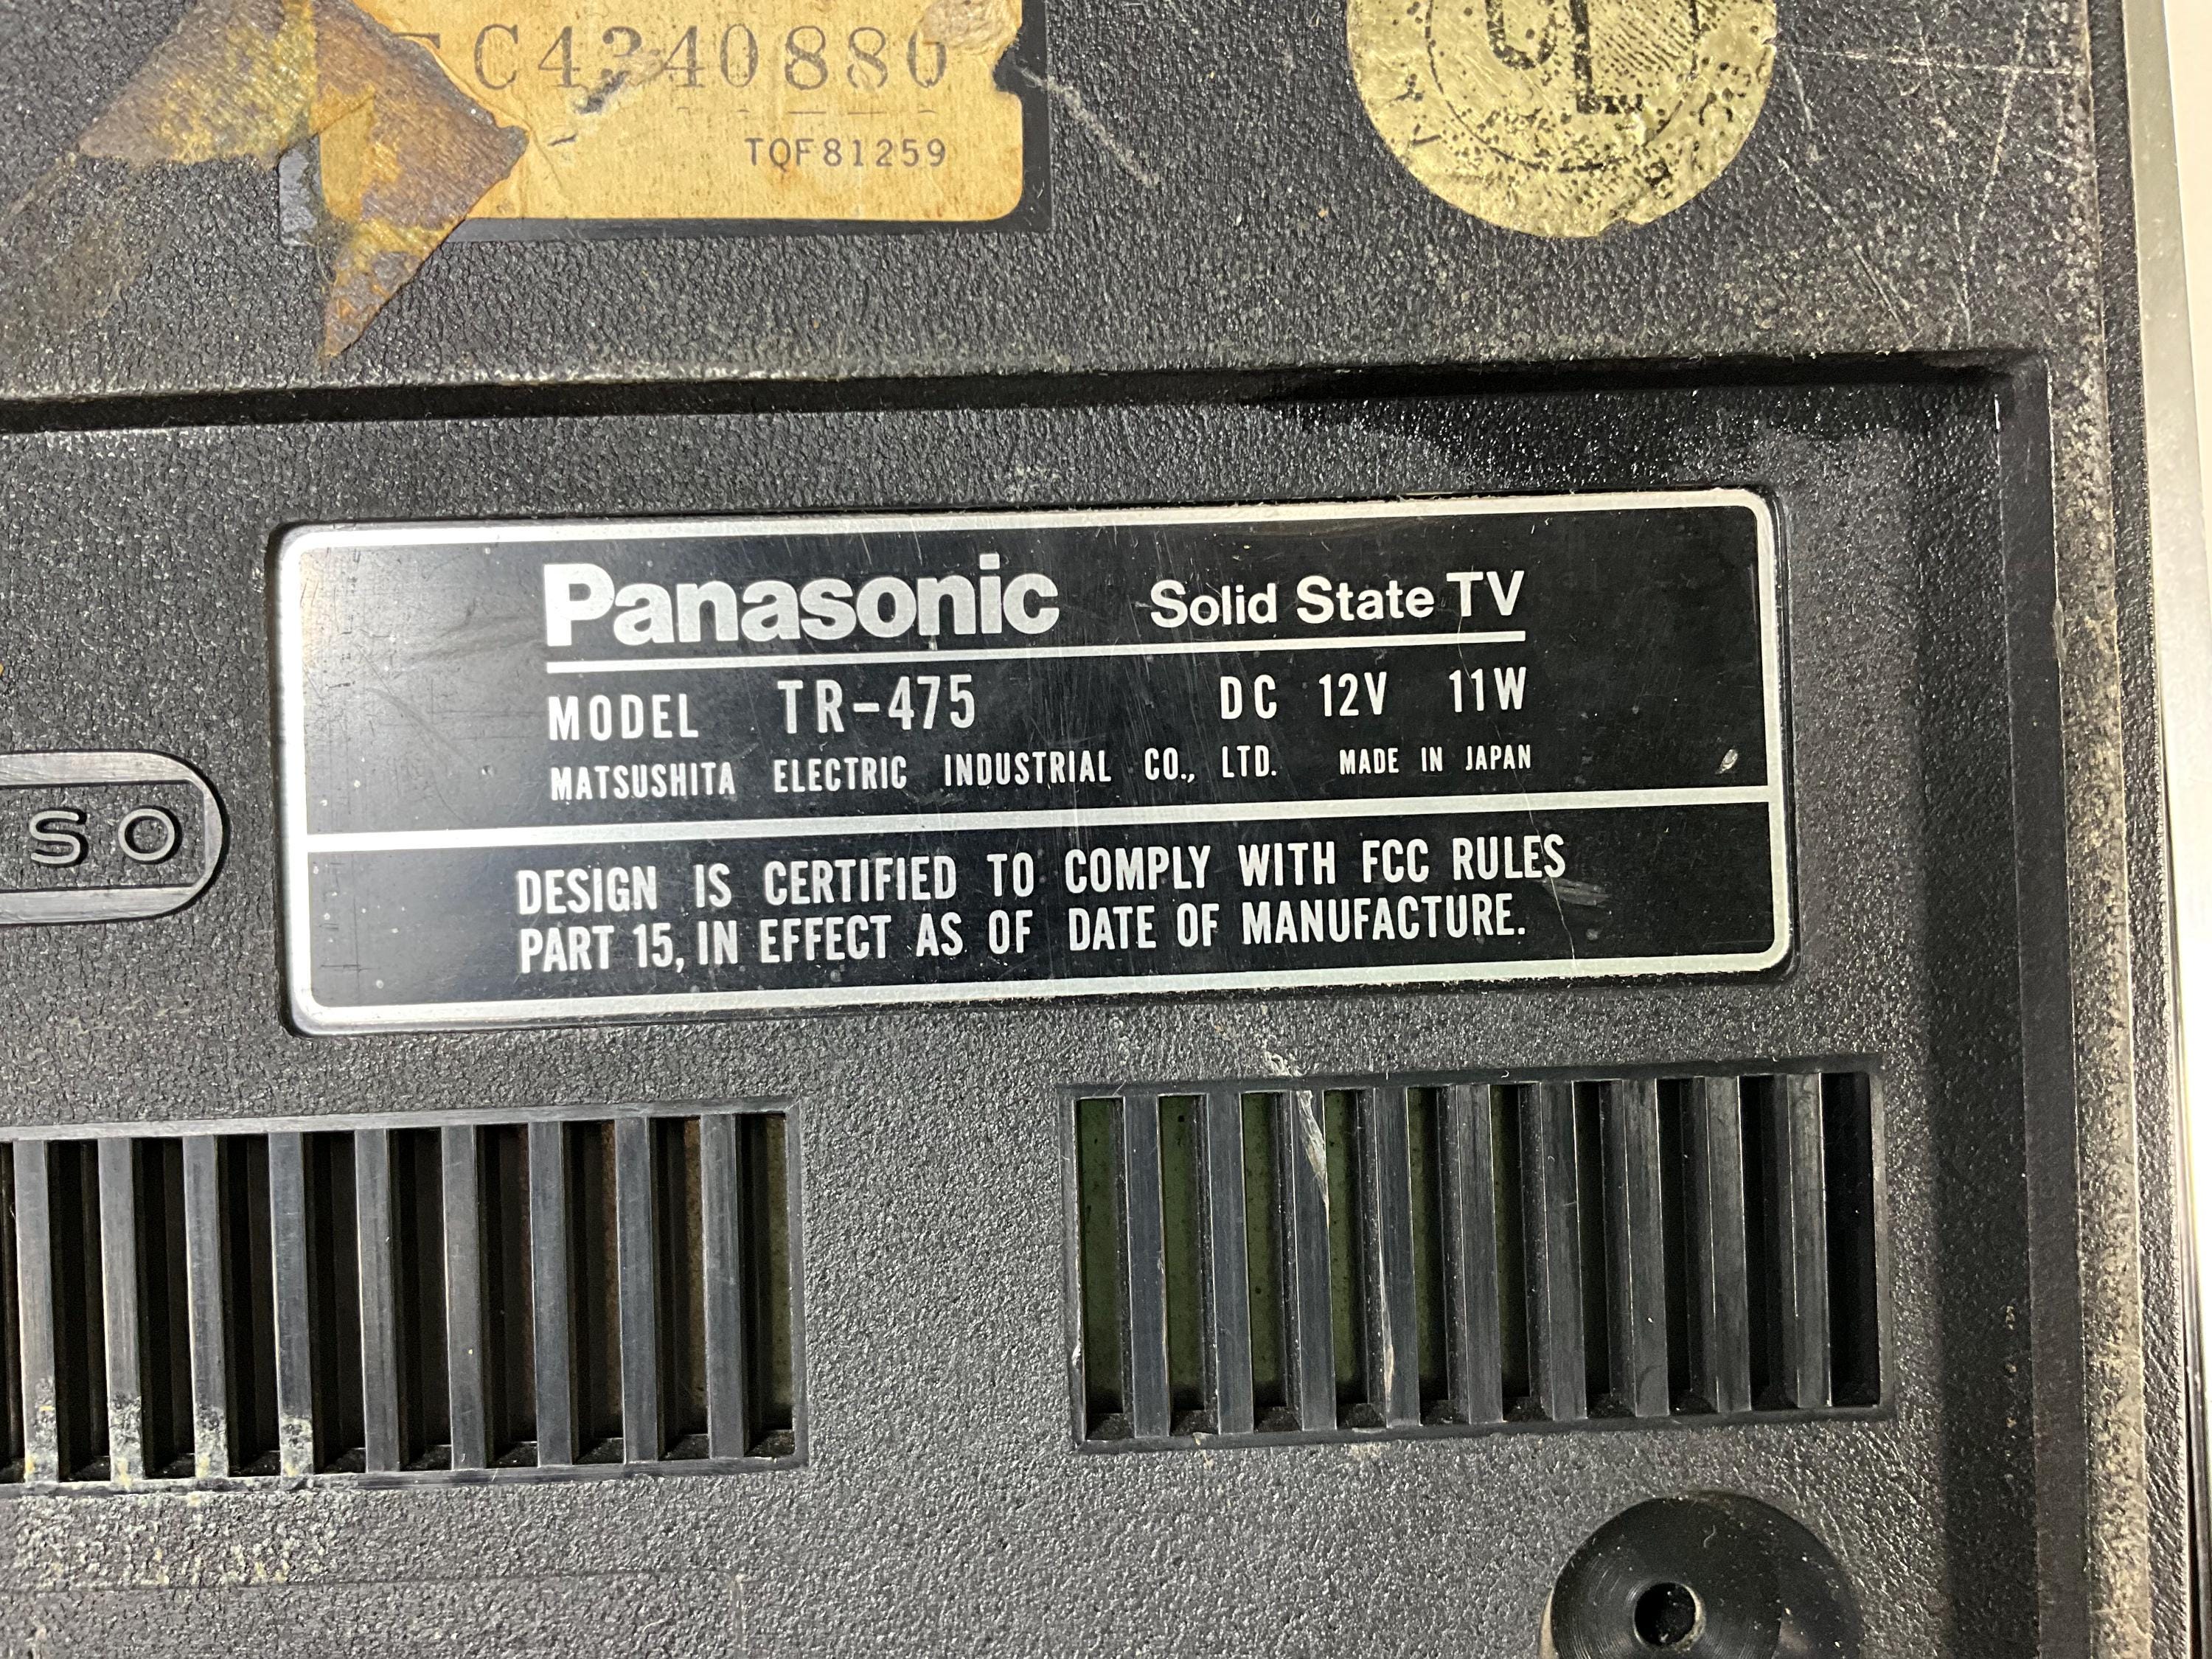 C4340880
TQF81259
UL
Panasonic Solid State TV
MODEL TR-475 DC 12V 11W
MATSUSHITA ELECTRIC INDUSTRIAL CO., LTD. MADE IN JAPAN
SO
DESIGN IS CERTIFIED TO COMPLY WITH FCC RULES
PART 15, IN EFFECT AS OF DATE OF MANUFACTURE.